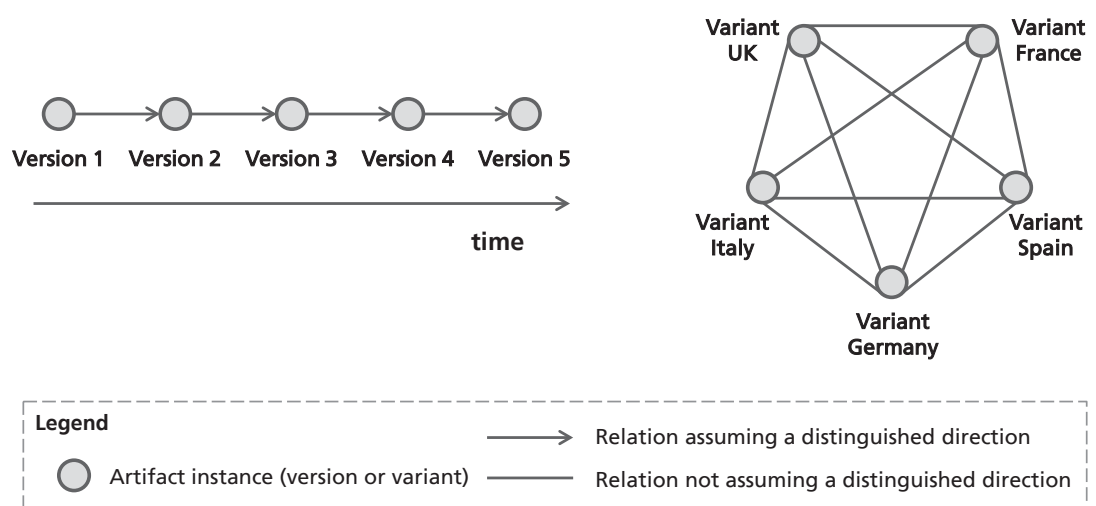 Version 1 Version 2 Version 3 Version 4 Version 5
time
Variant
UK
Variant
France
Variant
Italy
Variant
Spain
Variant
Germany
Legend
Artifact instance (version or variant)
Relation assuming a distinguished direction
Relation not assuming a distinguished direction